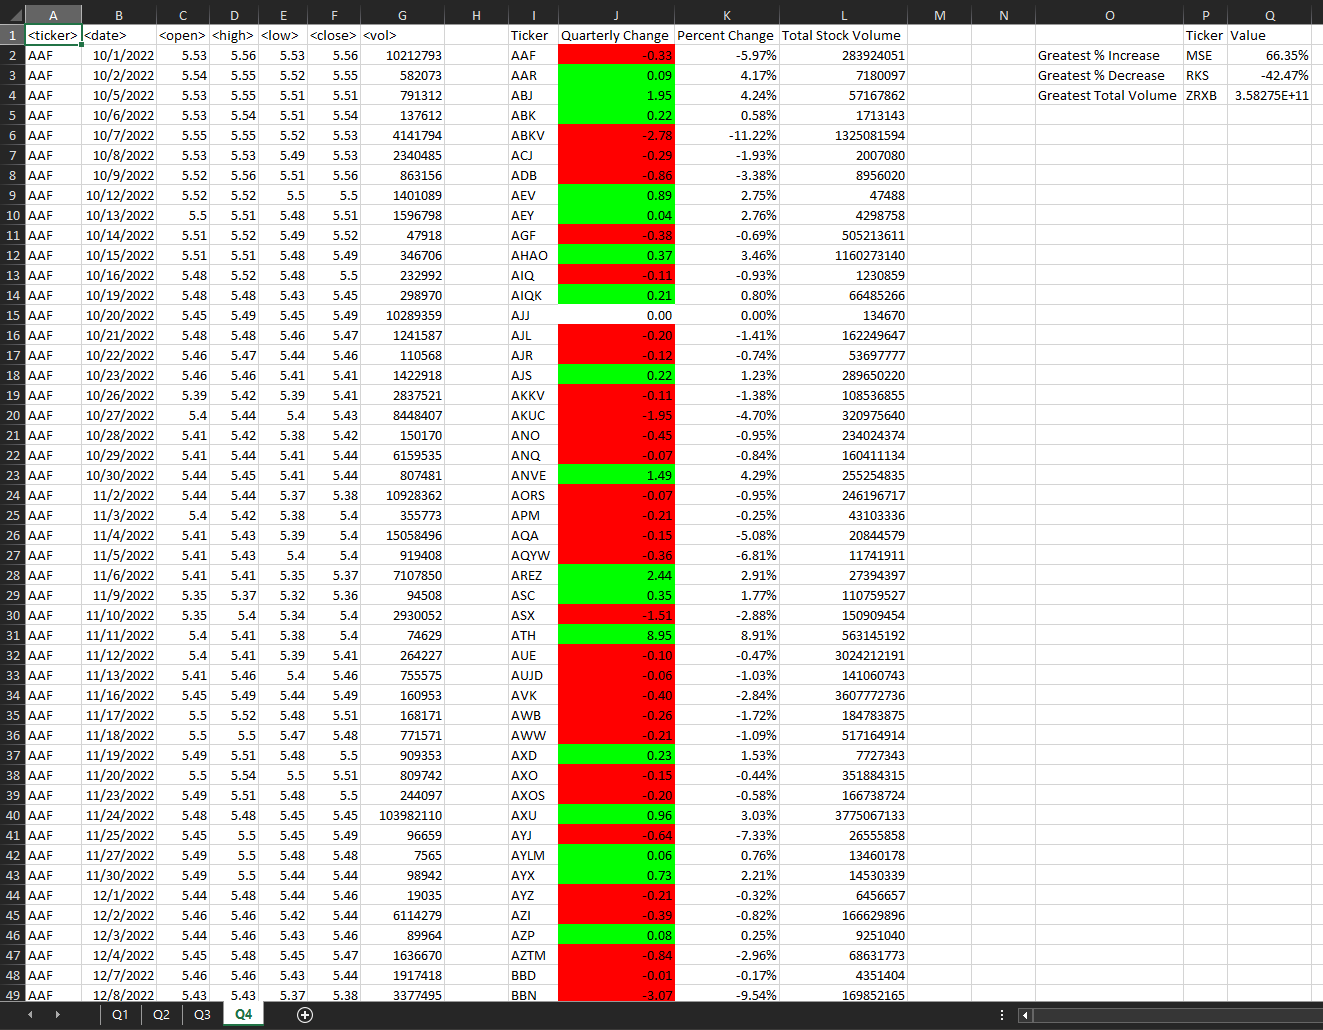 A B C D E F G H I J K L M N O P Q
1 <ticker> <date> <open> <high> <low> <close> <vol> Ticker Quarterly Change Percent Change Total Stock Volume Ticker Value
2 AAF 10/1/2022 5.53 5.56 5.53 5.56 10212793 AAF -0.33 -5.97% 283924051 Greatest % Increase MSE 66.35%
3 AAF 10/2/2022 5.54 5.55 5.52 5.55 582073 AAR 0.09 4.17% 7180097 Greatest % Decrease RKS -42.47%
4 AAF 10/5/2022 5.53 5.55 5.51 5.51 791312 ABJ 1.95 4.24% 57167862 Greatest Total Volume ZRXB 3.58275E+11
5 AAF 10/6/2022 5.53 5.54 5.51 5.54 137612 ABK 0.22 0.58% 1713143
6 AAF 10/7/2022 5.55 5.55 5.52 5.53 4141794 ABKV -2.78 -11.22% 1325081594
7 AAF 10/8/2022 5.53 5.53 5.49 5.53 2340485 ACJ -0.29 -1.93% 2007080
8 AAF 10/9/2022 5.52 5.56 5.51 5.56 863156 ADB -0.86 -3.38% 8956020
9 AAF 10/12/2022 5.52 5.52 5.5 5.5 1401089 AEV 0.89 2.75% 47488
10 AAF 10/13/2022 5.5 5.51 5.48 5.51 1596798 AEY 0.04 2.76% 4298758
11 AAF 10/14/2022 5.51 5.52 5.49 5.52 47918 AGF -0.38 -0.69% 505213611
12 AAF 10/15/2022 5.51 5.51 5.48 5.49 346706 AHAO 0.37 3.46% 1160273140
13 AAF 10/16/2022 5.48 5.52 5.48 5.5 232992 AIQ -0.11 -0.93% 1230859
14 AAF 10/19/2022 5.48 5.48 5.43 5.45 298970 AIQK 0.21 0.80% 66485266
15 AAF 10/20/2022 5.45 5.49 5.45 5.49 10289359 AJJ 0.00 0.00% 134670
16 AAF 10/21/2022 5.48 5.48 5.46 5.47 1241587 AJL -0.20 -1.41% 162249647
17 AAF 10/22/2022 5.46 5.47 5.44 5.46 110568 AJR -0.12 -0.74% 53697777
18 AAF 10/23/2022 5.46 5.46 5.41 5.41 1422918 AJS 0.22 1.23% 289650220
19 AAF 10/26/2022 5.39 5.42 5.39 5.41 2837521 AKKV -0.11 -1.38% 108536855
20 AAF 10/27/2022 5.4 5.44 5.4 5.43 8448407 AKUC -1.95 -4.70% 320975640
21 AAF 10/28/2022 5.41 5.42 5.38 5.42 150170 ANO -0.45 -0.95% 234024374
22 AAF 10/29/2022 5.41 5.44 5.41 5.44 6159535 ANQ -0.07 -0.84% 160411134
23 AAF 10/30/2022 5.44 5.45 5.41 5.44 807481 ANVE 1.49 4.29% 255254835
24 AAF 11/2/2022 5.44 5.44 5.37 5.38 10928362 AORS -0.07 -0.95% 246196717
25 AAF 11/3/2022 5.4 5.42 5.38 5.4 355773 APM -0.21 -0.25% 43103336
26 AAF 11/4/2022 5.41 5.43 5.39 5.4 15058496 AQA -0.15 -5.08% 20844579
27 AAF 11/5/2022 5.41 5.43 5.4 5.4 919408 AQYW -0.36 -6.81% 11741911
28 AAF 11/6/2022 5.41 5.41 5.35 5.37 7107850 AREZ 2.44 2.91% 27394397
29 AAF 11/9/2022 5.35 5.37 5.32 5.36 94508 ASC 0.35 1.77% 110759527
30 AAF 11/10/2022 5.35 5.4 5.34 5.4 2930052 ASX -1.51 -2.88% 150909454
31 AAF 11/11/2022 5.4 5.41 5.38 5.4 74629 ATH 8.95 8.91% 563145192
32 AAF 11/12/2022 5.4 5.41 5.39 5.41 264227 AUE -0.10 -0.47% 3024212191
33 AAF 11/13/2022 5.41 5.46 5.4 5.46 755575 AUJD -0.06 -1.03% 141060743
34 AAF 11/16/2022 5.45 5.49 5.44 5.49 160953 AVK -0.40 -2.84% 3607772736
35 AAF 11/17/2022 5.5 5.52 5.48 5.51 168171 AWB -0.26 -1.72% 184783875
36 AAF 11/18/2022 5.5 5.5 5.47 5.48 771571 AWW -0.21 -1.09% 517164914
37 AAF 11/19/2022 5.49 5.51 5.48 5.5 909353 AXD 0.23 1.53% 7727343
38 AAF 11/20/2022 5.5 5.54 5.5 5.51 809742 AXO -0.15 -0.44% 351884315
39 AAF 11/23/2022 5.49 5.51 5.48 5.5 244097 AXOS -0.20 -0.58% 166738724
40 AAF 11/24/2022 5.48 5.48 5.45 5.45 103982110 AXU 0.96 3.03% 3775067133
41 AAF 11/25/2022 5.45 5.5 5.45 5.49 96659 AYJ -0.64 -7.33% 26555858
42 AAF 11/27/2022 5.49 5.5 5.48 5.48 7565 AYLM 0.06 0.76% 13460178
43 AAF 11/30/2022 5.49 5.5 5.44 5.44 98942 AYX 0.73 2.21% 14530339
44 AAF 12/1/2022 5.44 5.48 5.44 5.46 19035 AYZ -0.21 -0.32% 6456657
45 AAF 12/2/2022 5.46 5.46 5.42 5.44 6114279 AZI -0.39 -0.82% 166629896
46 AAF 12/3/2022 5.44 5.46 5.43 5.46 89964 AZP 0.08 0.25% 9251040
47 AAF 12/4/2022 5.45 5.48 5.45 5.47 1636670 AZTM -0.84 -2.96% 68631773
48 AAF 12/7/2022 5.46 5.46 5.43 5.44 1917418 BBD -0.01 -0.17% 4351404
49 AAF 12/8/2022 5.43 5.43 5.37 5.38 3377495 BBN -3.07 -9.54% 169852165
Q1 Q2 Q3 Q4